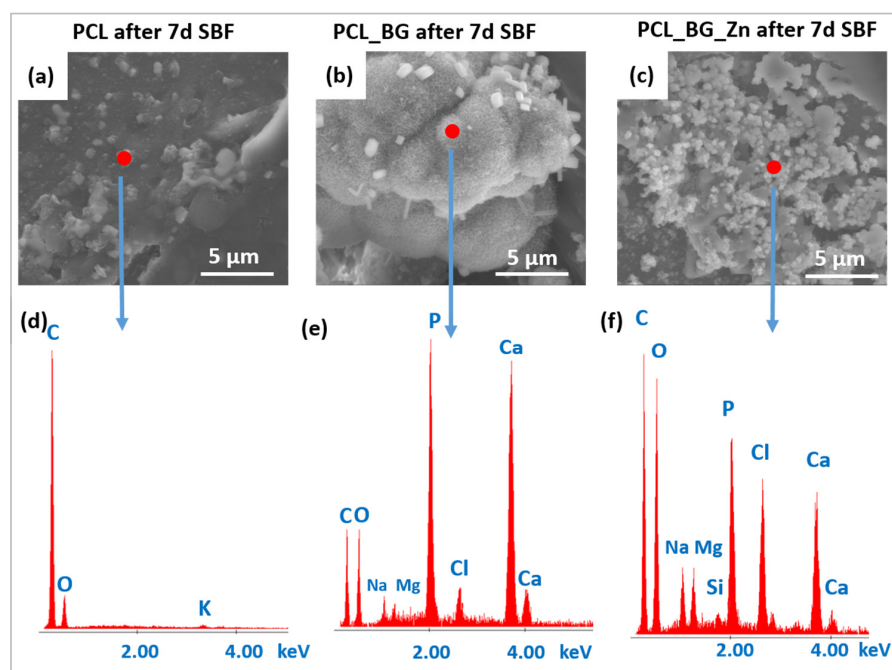 PCL after 7d SBF
PCL_BG after 7d SBF
PCL_BG_Zn after 7d SBF
(a)
(b)
(c)
5 µm
5 µm
5 µm
(d)
(e)
(f)
C
O
K
2.00
4.00
keV
P
Ca
C
O
Na
Mg
Cl
Ca
2.00
4.00
keV
C
O
P
Cl
Ca
Na
Mg
Si
Ca
2.00
4.00
keV